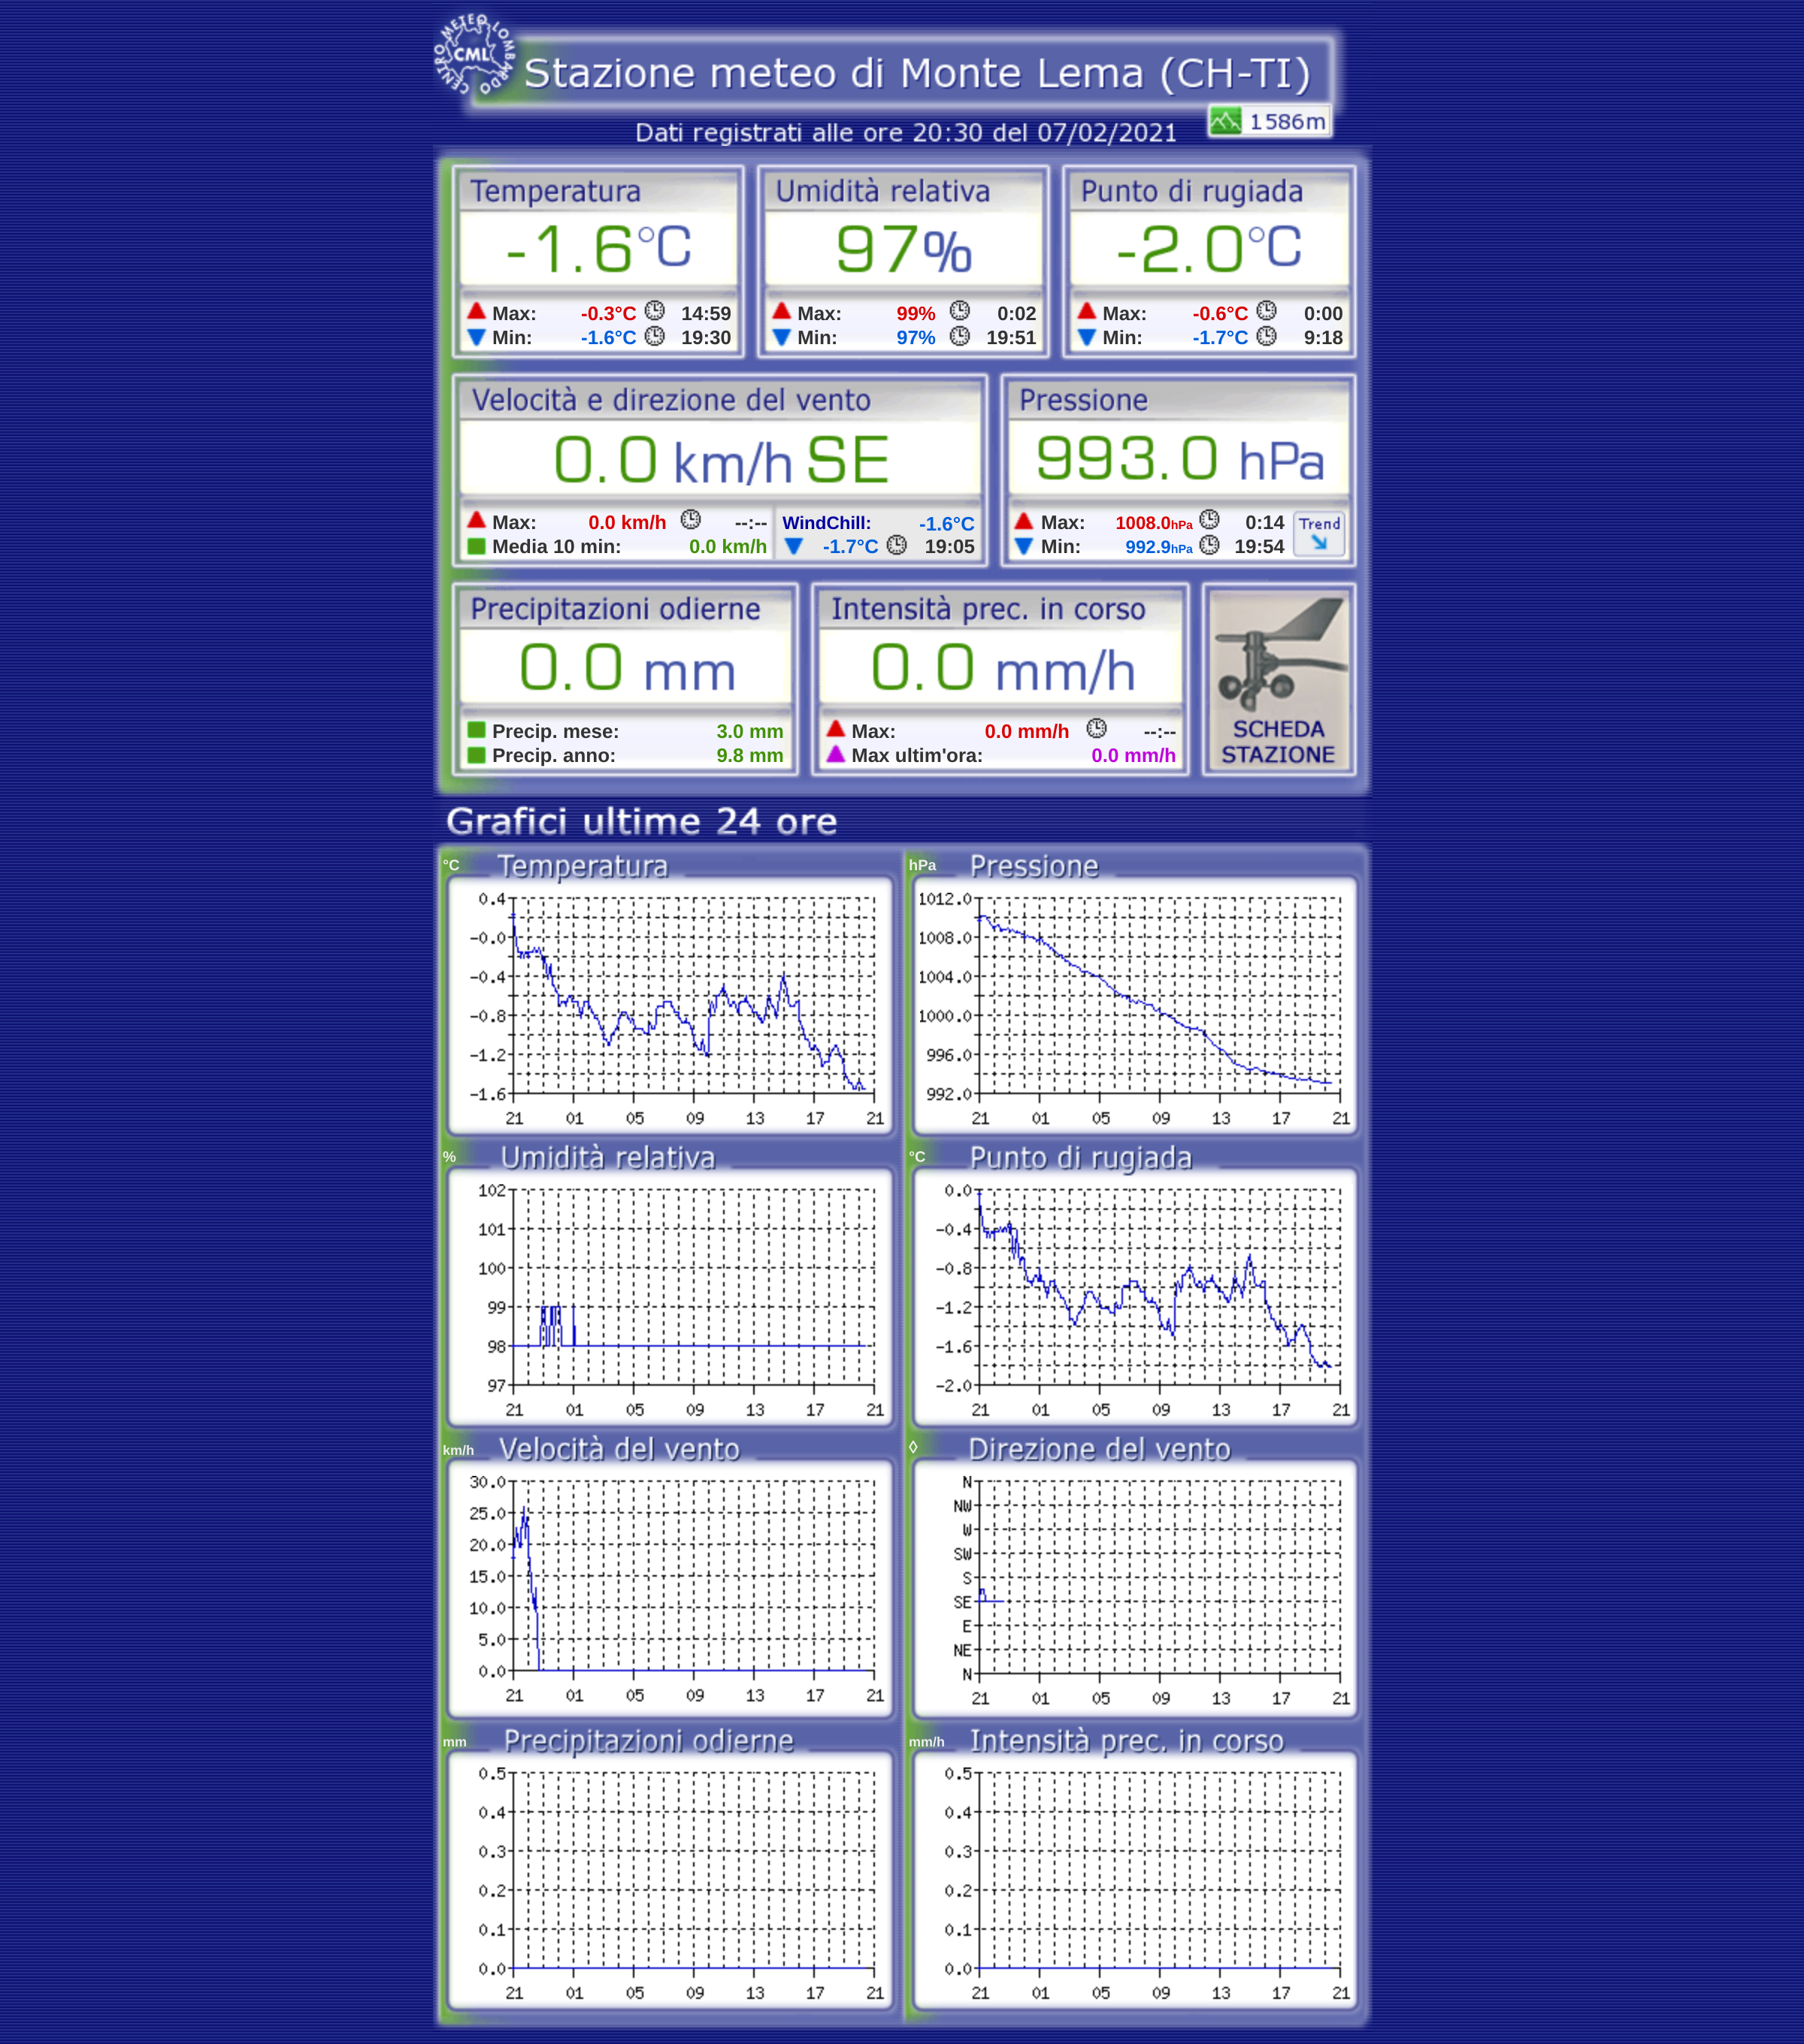 CENTRO METEO LOMBARDO
CML
Stazione meteo di Monte Lema (CH-TI)
1586m
Dati registrati alle ore 20:30 del 07/02/2021
Temperatura
-1.6°C
Max: -0.3°C 14:59
Min: -1.6°C 19:30
Umidità relativa
97%
Max: 99% 0:02
Min: 97% 19:51
Punto di rugiada
-2.0°C
Max: -0.6°C 0:00
Min: -1.7°C 9:18
Velocità e direzione del vento
0.0 km/h SE
Max: 0.0 km/h --:--
Media 10 min: 0.0 km/h
WindChill: -1.6°C
-1.7°C 19:05
Pressione
993.0 hPa
Max: 1008.0hPa 0:14
Min: 992.9hPa 19:54
Trend
Precipitazioni odierne
0.0 mm
Precip. mese: 3.0 mm
Precip. anno: 9.8 mm
Intensità prec. in corso
0.0 mm/h
Max: 0.0 mm/h --:--
Max ultim'ora: 0.0 mm/h
SCHEDA
STAZIONE
Grafici ultime 24 ore
°C Temperatura
0.4
-0.0
-0.4
-0.8
-1.2
-1.6
21 01 05 09 13 17 21
hPa Pressione
1012.0
1008.0
1004.0
1000.0
996.0
992.0
21 01 05 09 13 17 21
% Umidità relativa
102
101
100
99
98
97
21 01 05 09 13 17 21
°C Punto di rugiada
0.0
-0.4
-0.8
-1.2
-1.6
-2.0
21 01 05 09 13 17 21
km/h Velocità del vento
30.0
25.0
20.0
15.0
10.0
5.0
0.0
21 01 05 09 13 17 21
◊ Direzione del vento
N
NW
W
SW
S
SE
E
NE
N
21 01 05 09 13 17 21
mm Precipitazioni odierne
0.5
0.4
0.3
0.2
0.1
0.0
21 01 05 09 13 17 21
mm/h Intensità prec. in corso
0.5
0.4
0.3
0.2
0.1
0.0
21 01 05 09 13 17 21